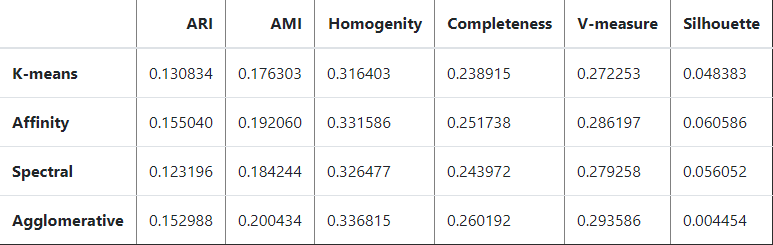 ARI AMI Homogenity Completeness V-measure Silhouette
K-means 0.130834 0.176303 0.316403 0.238915 0.272253 0.048383
Affinity 0.155040 0.192060 0.331586 0.251738 0.286197 0.060586
Spectral 0.123196 0.184244 0.326477 0.243972 0.279258 0.056052
Agglomerative 0.152988 0.200434 0.336815 0.260192 0.293586 0.004454